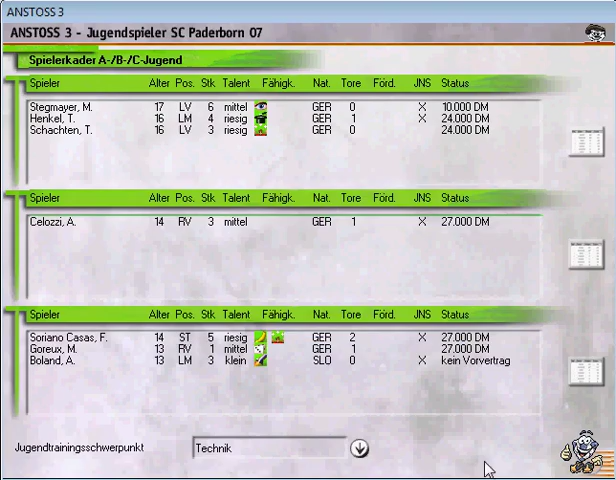 ANSTOSS 3
ANSTOSS 3 - Jugendspieler SC Paderborn 07
Spielerkader A-/B-/C-Jugend
Spieler Alter Pos. Stk Talent Fähigk. Nat. Tore Förd. JNS Status
Stegmayer, M. 17 LV 6 mittel GER 0 X 10.000 DM
Henkel, T. 16 LM 4 riesig GER 1 X 24.000 DM
Schachten, T. 16 LV 3 riesig GER 0 24.000 DM
Spieler Alter Pos. Stk Talent Fähigk. Nat. Tore Förd. JNS Status
Celozzi, A. 14 RV 3 mittel GER 1 X 27.000 DM
Spieler Alter Pos. Stk Talent Fähigk. Nat. Tore Förd. JNS Status
Soriano Casas, F. 14 ST 5 riesig GER 2 X 27.000 DM
Goreux, M. 13 RV 1 mittel GER 1 27.000 DM
Boland, A. 13 LM 3 klein SLO 0 X kein Vorvertrag
Jugendtrainingsschwerpunkt Technik